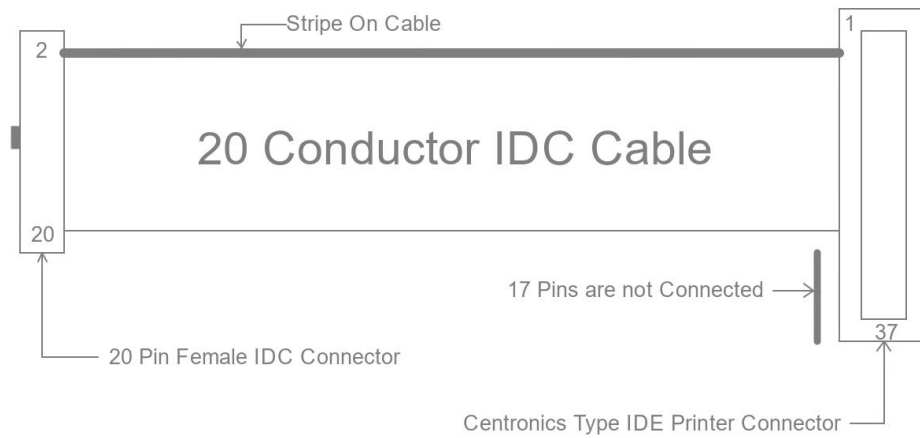 Stripe On Cable
2
1
20 Conductor IDC Cable
20
17 Pins are not Connected
37
20 Pin Female IDC Connector
Centronics Type IDE Printer Connector